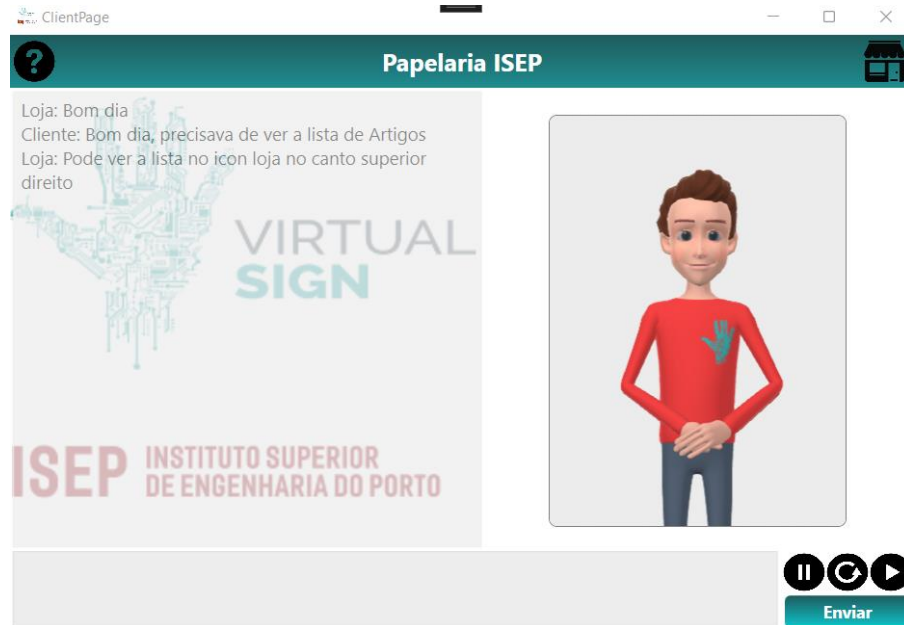 ClientPage
?
Papelaria ISEP
Loja: Bom dia
Cliente: Bom dia, precisava de ver a lista de Artigos
Loja: Pode ver a lista no icon loja no canto superior
direito
VIRTUAL
SIGN
ISEP INSTITUTO SUPERIOR
DE ENGENHARIA DO PORTO
Enviar